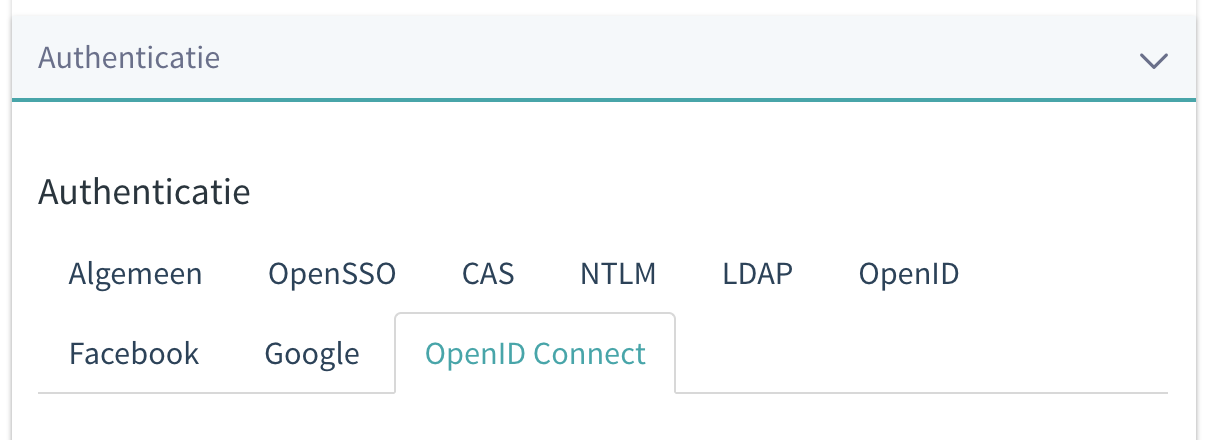 Authenticatie
Authenticatie
Algemeen OpenSSO CAS NTLM LDAP OpenID
Facebook Google OpenID Connect